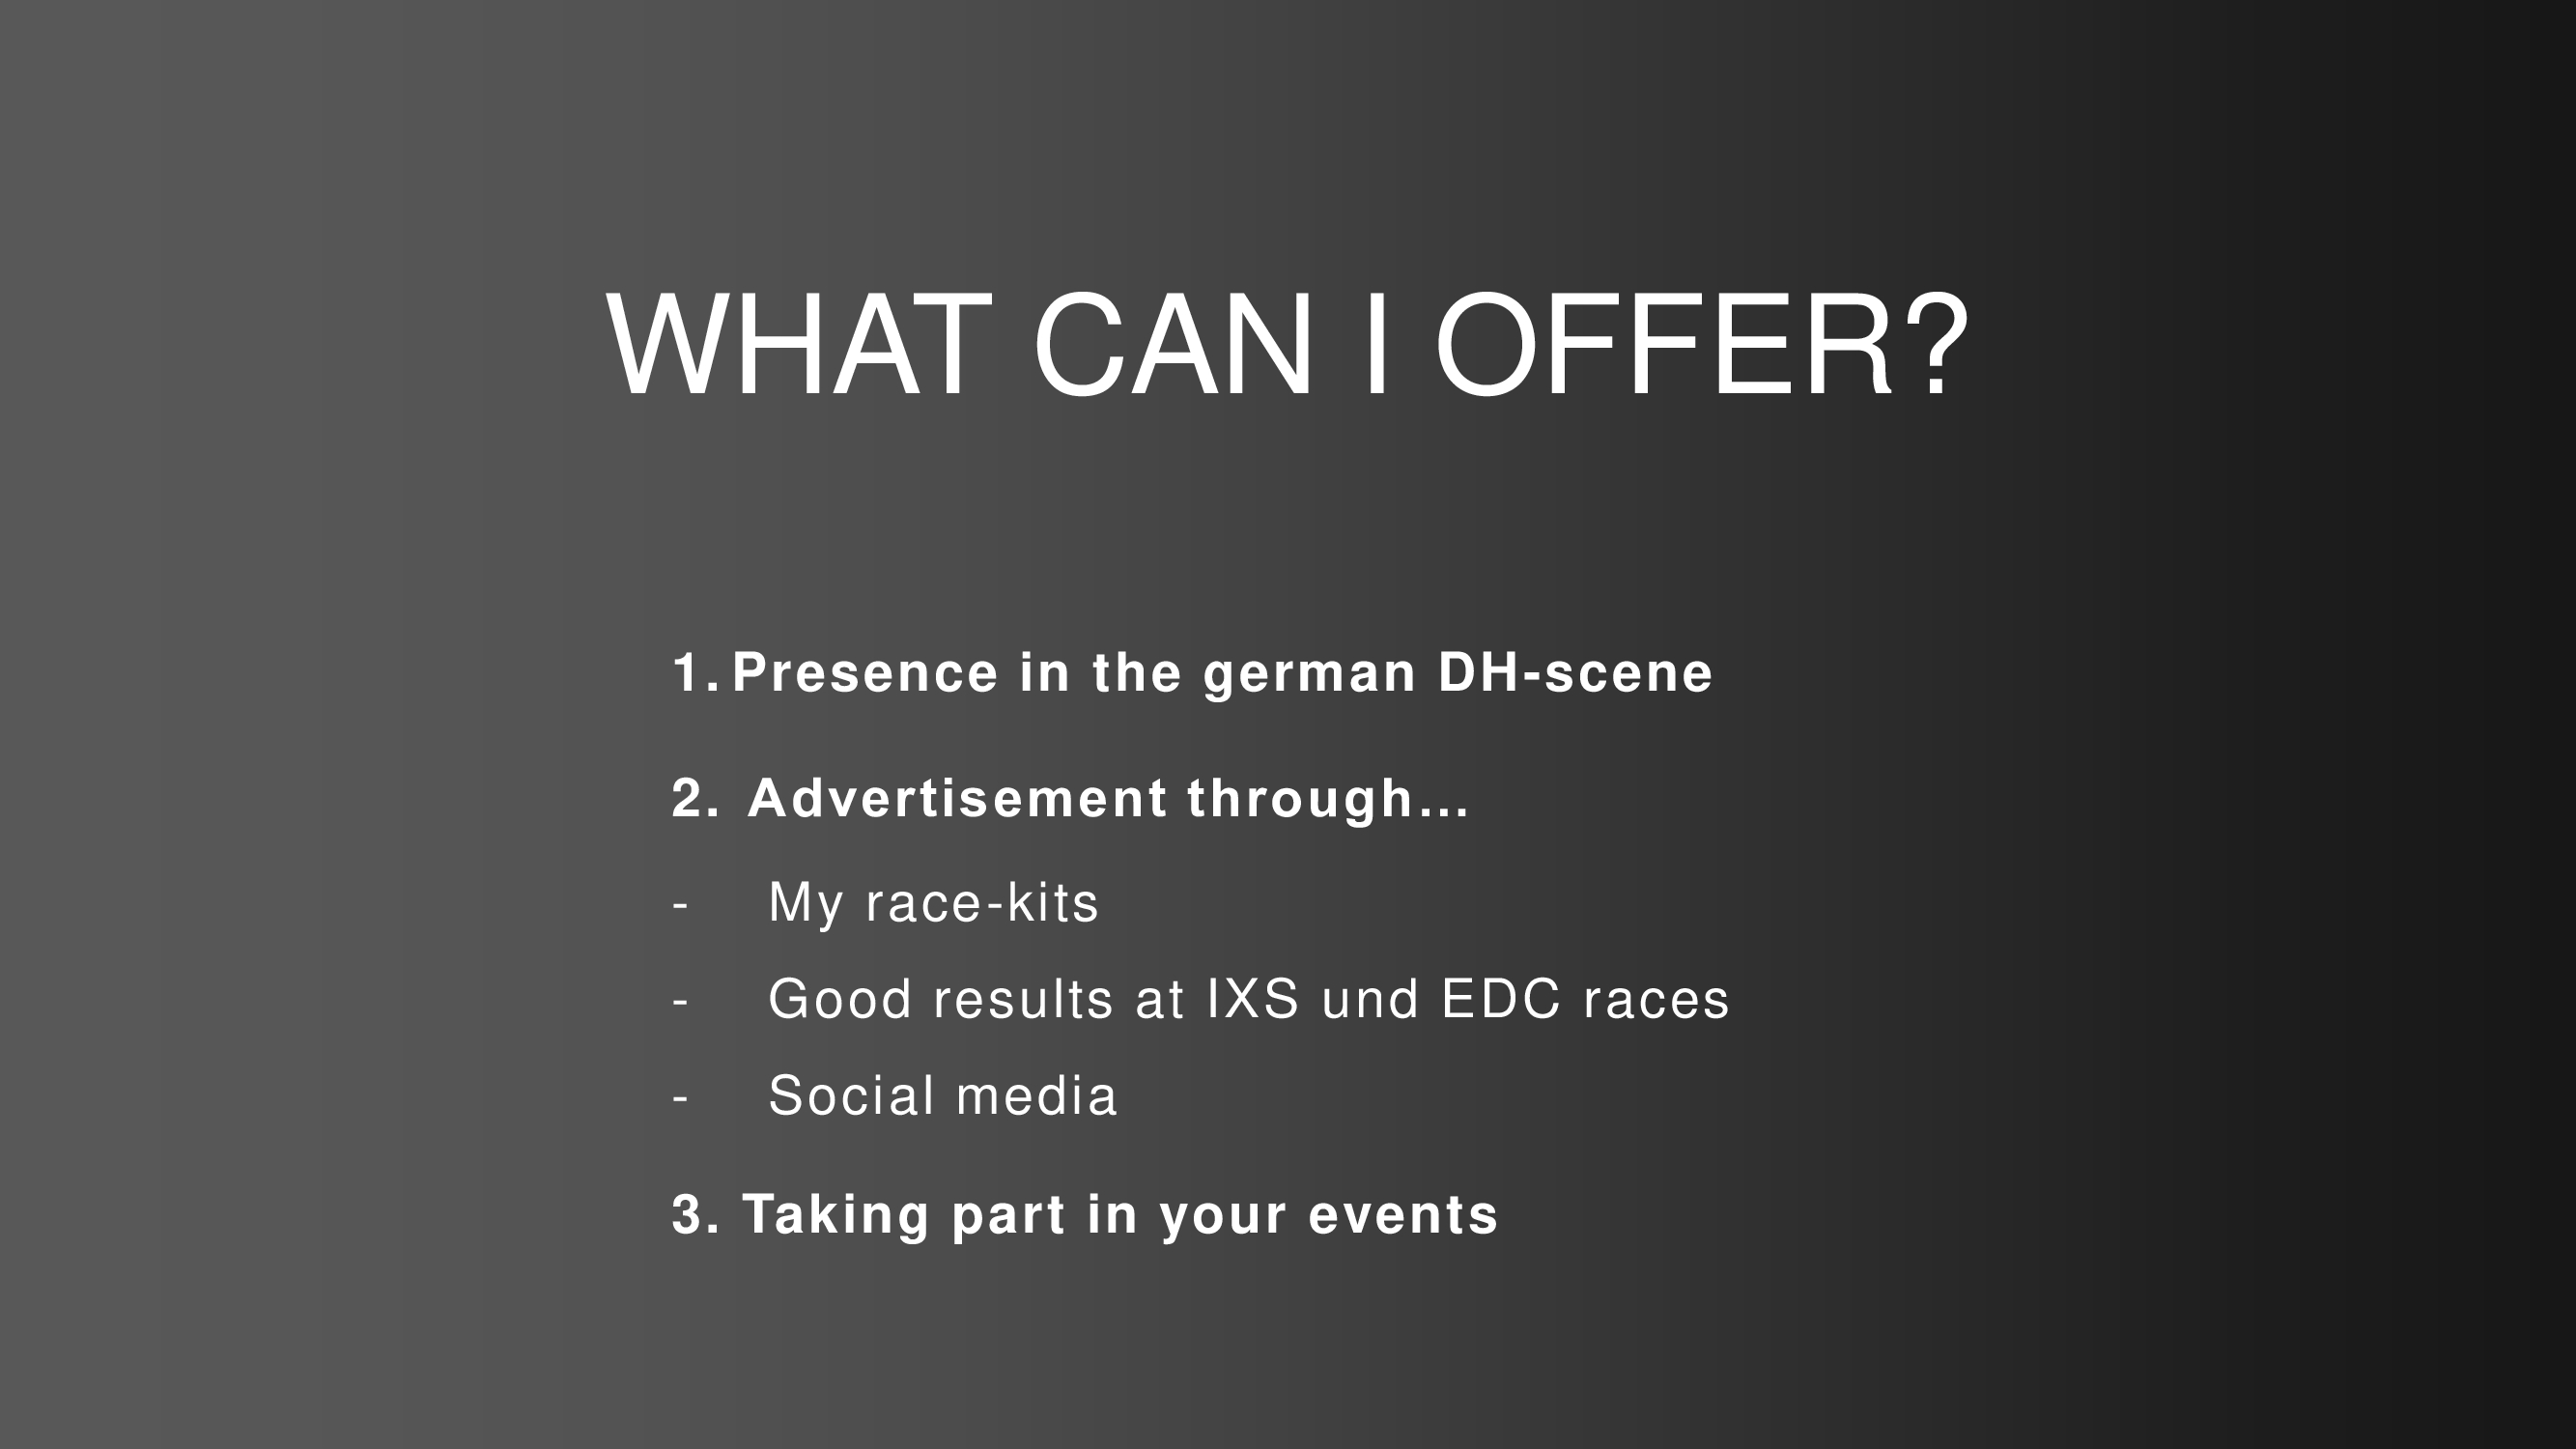 WHAT CAN I OFFER?
1. Presence in the german DH-scene
2. Advertisement through...
- My race-kits
- Good results at IXS und EDC races
- Social media
3. Taking part in your events